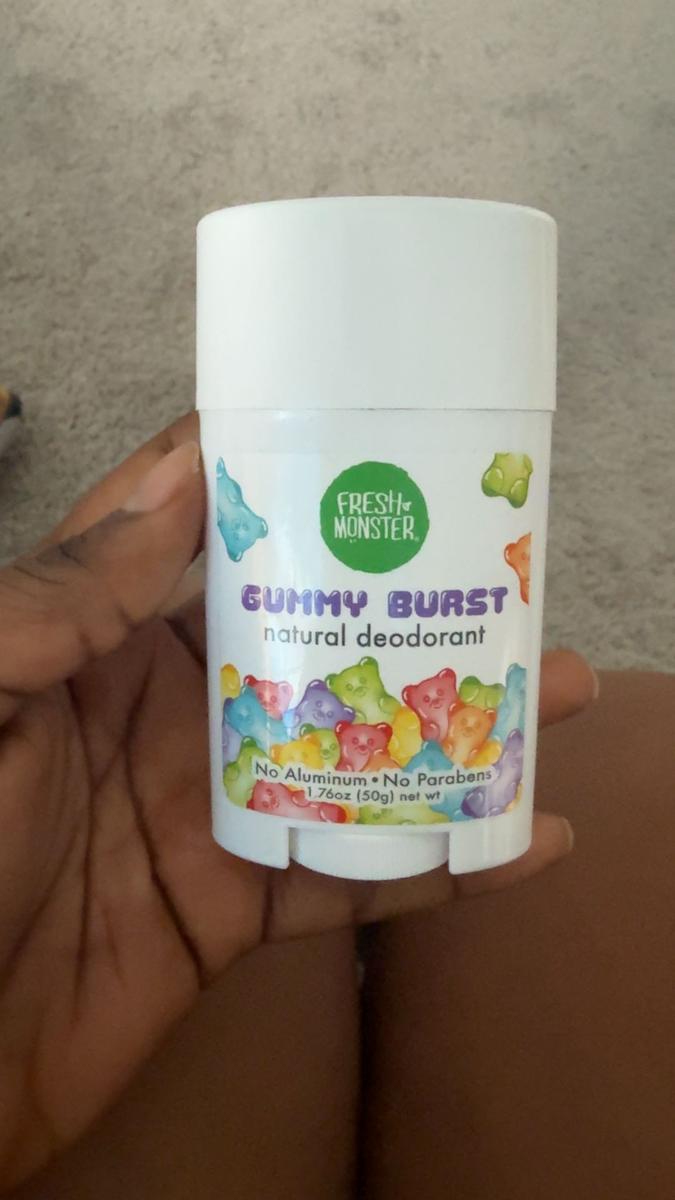 FRESH
MONSTER®
GUMMY BURST
natural deodorant
No Aluminum • No Parabens
1.76oz (50g) net wt